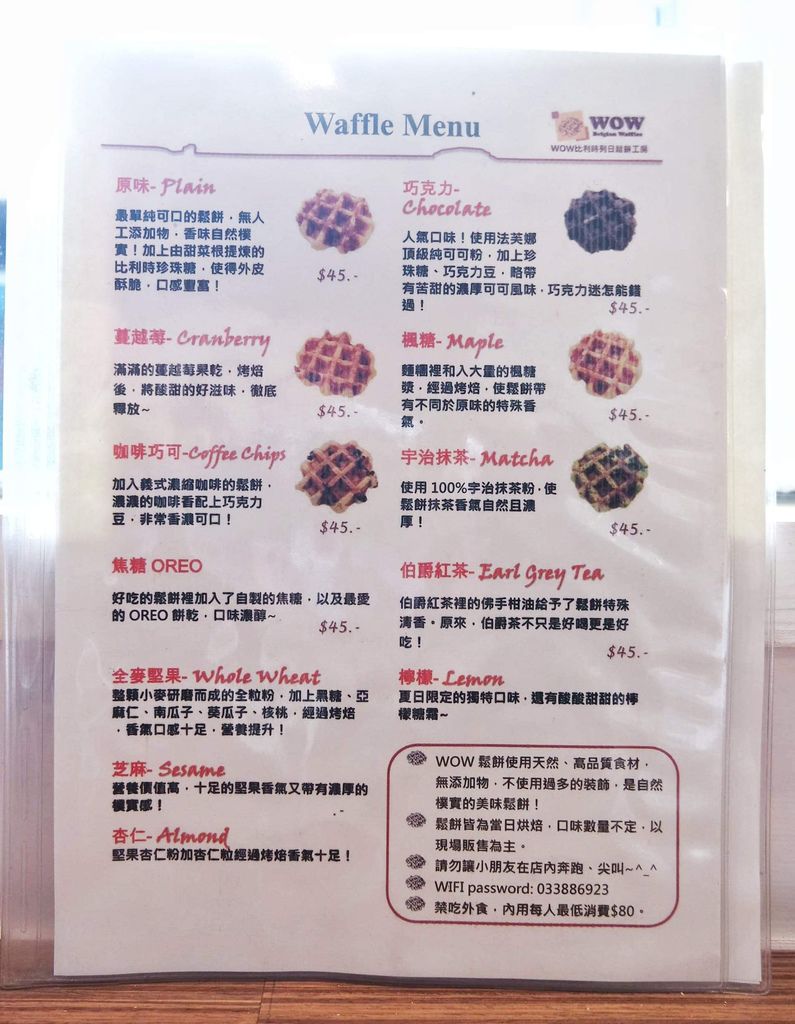 Waffle Menu
WOW
Belgian Waffles
WOW比利時列日鬆餅工房
原味- Plain
最單純可口的鬆餅，無人
工添加物，香味自然樸
實！加上由甜菜根提煉的
比利時珍珠糖，使得外皮
酥脆，口感豐富！
$45.-
巧克力-
Chocolate
人氣口味！使用法芙娜
頂級純可可粉，加上珍
珠糖、巧克力豆，略帶
有苦甜的濃厚可可風味，巧克力迷怎能錯
過！
$45.-
蔓越莓- Cranberry
滿滿的蔓越莓果乾，烤焙
後，將酸甜的好滋味，徹底
釋放~
$45.-
楓糖- Maple
麵糰裡和入大量的楓糖
漿，經過烤焙，使鬆餅帶
有不同於原味的特殊香
氣。
$45.-
咖啡巧可-Coffee Chips
加入義式濃縮咖啡的鬆餅，
濃濃的咖啡香配上巧克力
豆，非常香濃可口！
$45.-
宇治抹茶- Matcha
使用 100%宇治抹茶粉，使
鬆餅抹茶香氣自然且濃
厚！
$45.-
焦糖 OREO
好吃的鬆餅裡加入了自製的焦糖，以及最愛
的 OREO 餅乾，口味濃醇~
$45.-
伯爵紅茶- Earl Grey Tea
伯爵紅茶裡的佛手柑油給予了鬆餅特殊
清香。原來，伯爵茶不只是好喝更是好
吃！
$45.-
全麥堅果- Whole Wheat
整顆小麥研磨而成的全粒粉，加上黑糖、亞
麻仁、南瓜子、葵瓜子、核桃，經過烤焙
，香氣口感十足，營養提升！
檸檬- Lemon
夏日限定的獨特口味，還有酸酸甜甜的檸
檬糖霜~
芝麻- Sesame
營養價值高，十足的堅果香氣又帶有濃厚的
樸實感！
.-
杏仁- Almond
堅果杏仁粉加杏仁粒經過烤焙香氣十足！
WOW 鬆餅使用天然、高品質食材，
無添加物，不使用過多的裝飾，是自然
樸實的美味鬆餅！
鬆餅皆為當日烘焙，口味數量不定，以
現場販售為主。
請勿讓小朋友在店內奔跑、尖叫~^_^
WIFI password: 033886923
禁吃外食，內用每人最低消費$80。